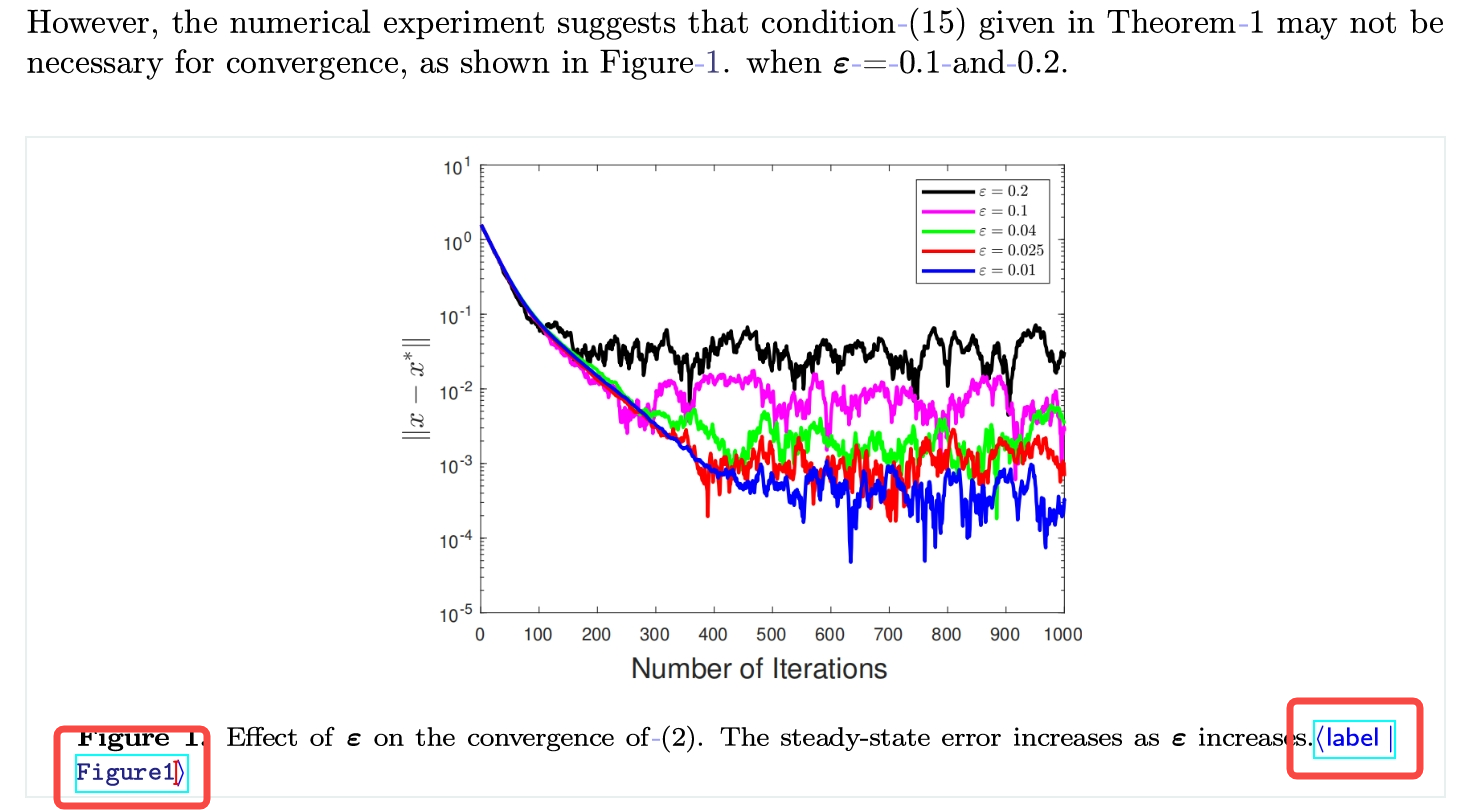 However, the numerical experiment suggests that condition-(15) given in Theorem-1 may not be
necessary for convergence, as shown in Figure-1. when ε-=-0.1-and-0.2.
10^1
10^0
10^-1
10^-2
10^-3
10^-4
10^-5
‖x − x*‖
ε = 0.2
ε = 0.1
ε = 0.04
ε = 0.025
ε = 0.01
0 100 200 300 400 500 600 700 800 900 1000
Number of Iterations
Figure 1. Effect of ε on the convergence of-(2). The steady-state error increases as ε increases.⟨label |
Figure1⟩